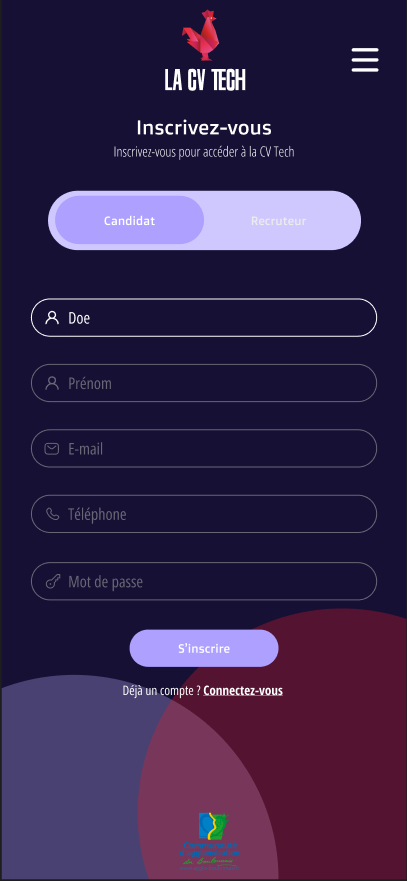 LA CV TECH
Inscrivez-vous
Inscrivez-vous pour accéder à la CV Tech
Candidat Recruteur
Doe
Prénom
E-mail
Téléphone
Mot de passe
S'inscrire
Déjà un compte ? Connectez-vous